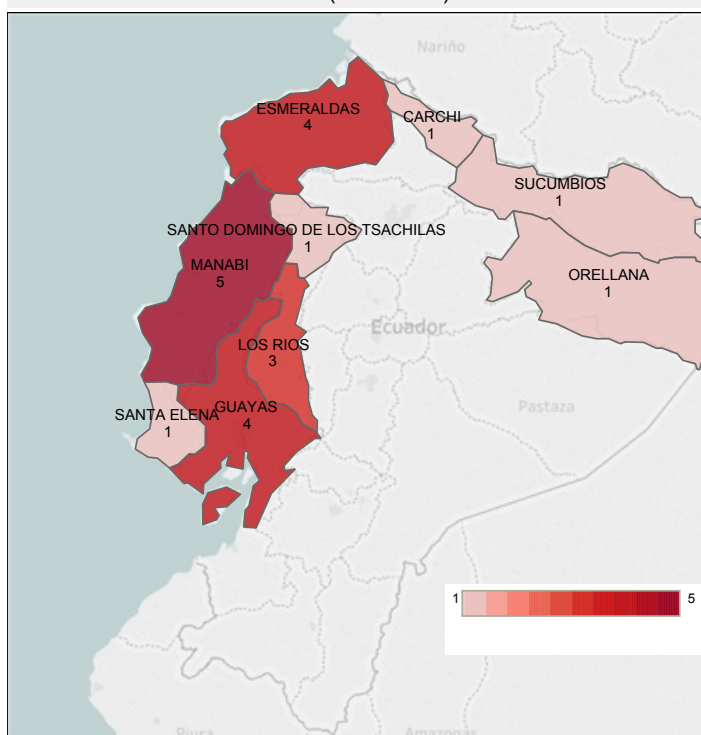 Nariño
ESMERALDAS
4
CARCHI
1
SUCUMBIOS
1
SANTO DOMINGO DE LOS TSACHILAS
1
MANABI
5
ORELLANA
1
Ecuador
LOS RIOS
3
Pastaza
SANTA ELENA
1
GUAYAS
4
1 5
Piura
Amazonas